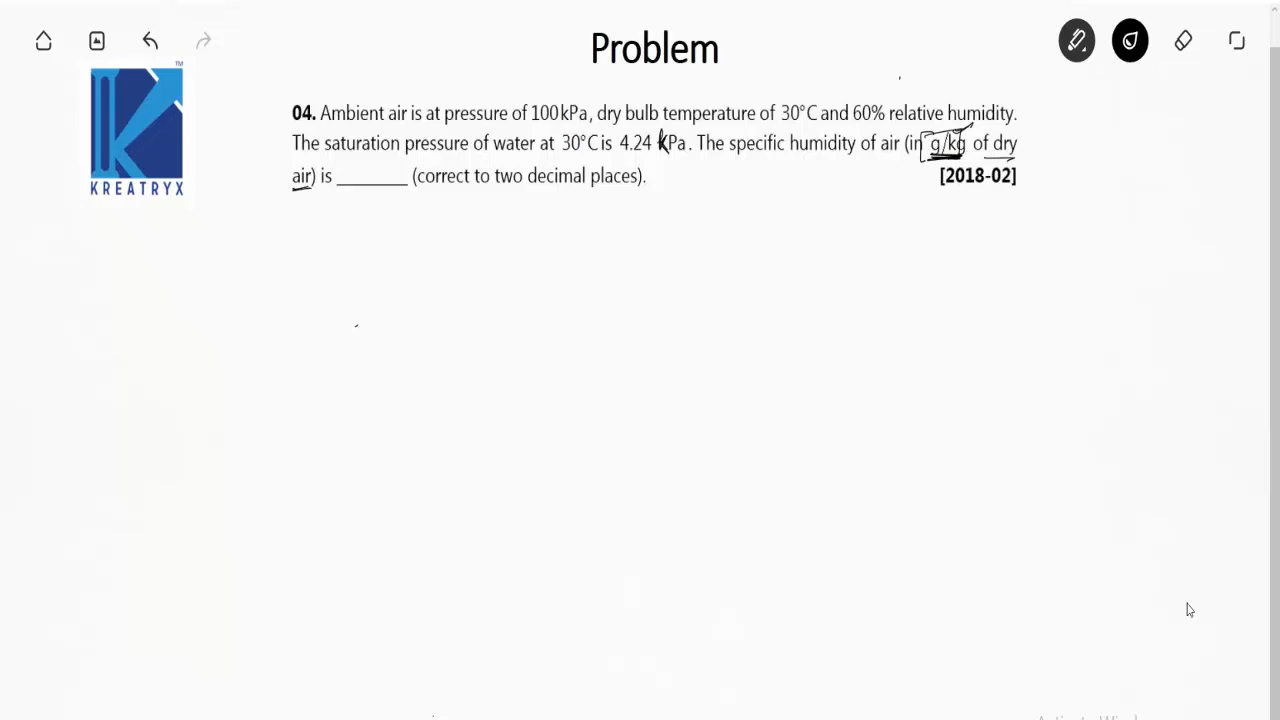 Problem
TM
KREATRYX
04. Ambient air is at pressure of 100kPa, dry bulb temperature of 30°C and 60% relative humidity.
The saturation pressure of water at 30°C is 4.24 kPa. The specific humidity of air (in g/kg of dry
air) is ________ (correct to two decimal places). [2018-02]